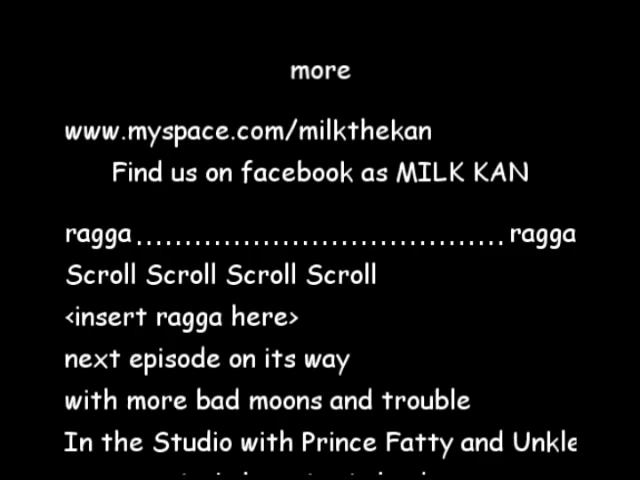 more
www.myspace.com/milkthekan
Find us on facebook as MILK KAN
ragga......................................ragga
Scroll Scroll Scroll Scroll
<insert ragga here>
next episode on its way
with more bad moons and trouble
In the Studio with Prince Fatty and Unkle